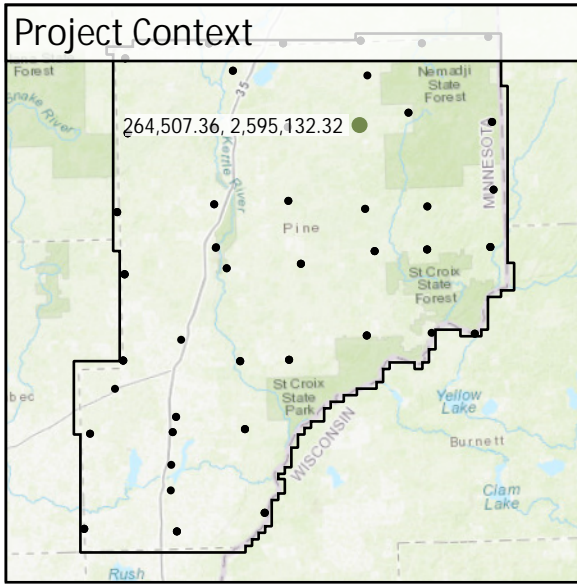 Project Context
Forest
Snake River
35
Nemadji
State
Forest
264,507.36, 2,595,132.32
Kettle River
MINNESOTA
Pine
St Croix
State
Forest
St Croix
State
Park
WISCONSIN
bec
Yellow
Lake
Burnett
Clam
Lake
Rush